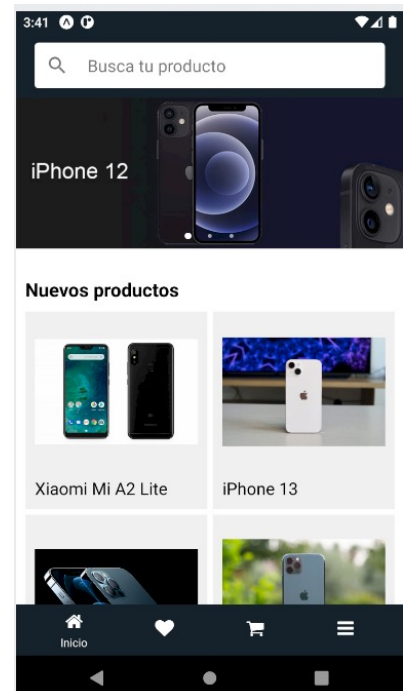 3:41
Busca tu producto
iPhone 12
Nuevos productos
Xiaomi Mi A2 Lite
iPhone 13
Inicio